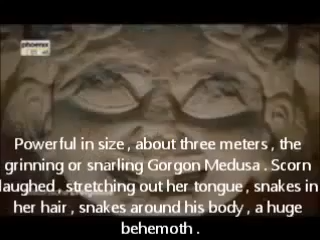 phoenix
Powerful in size , about three meters , the
grinning or snarling Gorgon Medusa . Scorn
laughed , stretching out her tongue , snakes in
her hair , snakes around his body , a huge
behemoth .